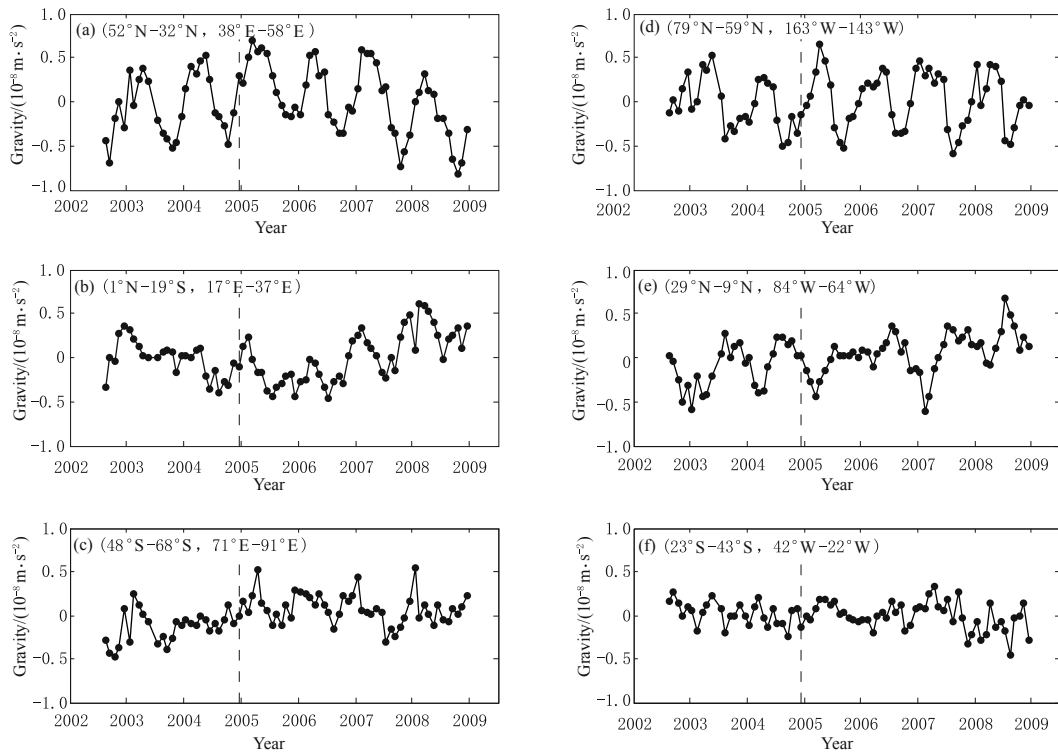 (a) (52°N−32°N, 38°E−58°E)
Gravity/(10⁻⁸ m·s⁻²)
1.0
0.5
0
0.5
−1.0
2002 2003 2004 2005 2006 2007 2008 2009
Year
(d) (79°N−59°N, 163°W−143°W)
Gravity/(10⁻⁸ m·s⁻²)
1.0
0.5
0
0.5
−1.0
2002 2003 2004 2005 2006 2007 2008 2009
Year
(b) (1°N−19°S, 17°E−37°E)
Gravity/(10⁻⁸ m·s⁻²)
1.0
0.5
0
0.5
−1.0
2002 2003 2004 2005 2006 2007 2008 2009
Year
(e) (29°N−9°N, 84°W−64°W)
Gravity/(10⁻⁸ m·s⁻²)
1.0
0.5
0
0.5
−1.0
2002 2003 2004 2005 2006 2007 2008 2009
Year
(c) (48°S−68°S, 71°E−91°E)
Gravity/(10⁻⁸ m·s⁻²)
1.0
0.5
0
−0.5
−1.0
2002 2003 2004 2005 2006 2007 2008 2009
Year
(f) (23°S−43°S, 42°W−22°W)
Gravity/(10⁻⁸ m·s⁻²)
1.0
0.5
0
−0.5
−1.0
2002 2003 2004 2005 2006 2007 2008 2009
Year